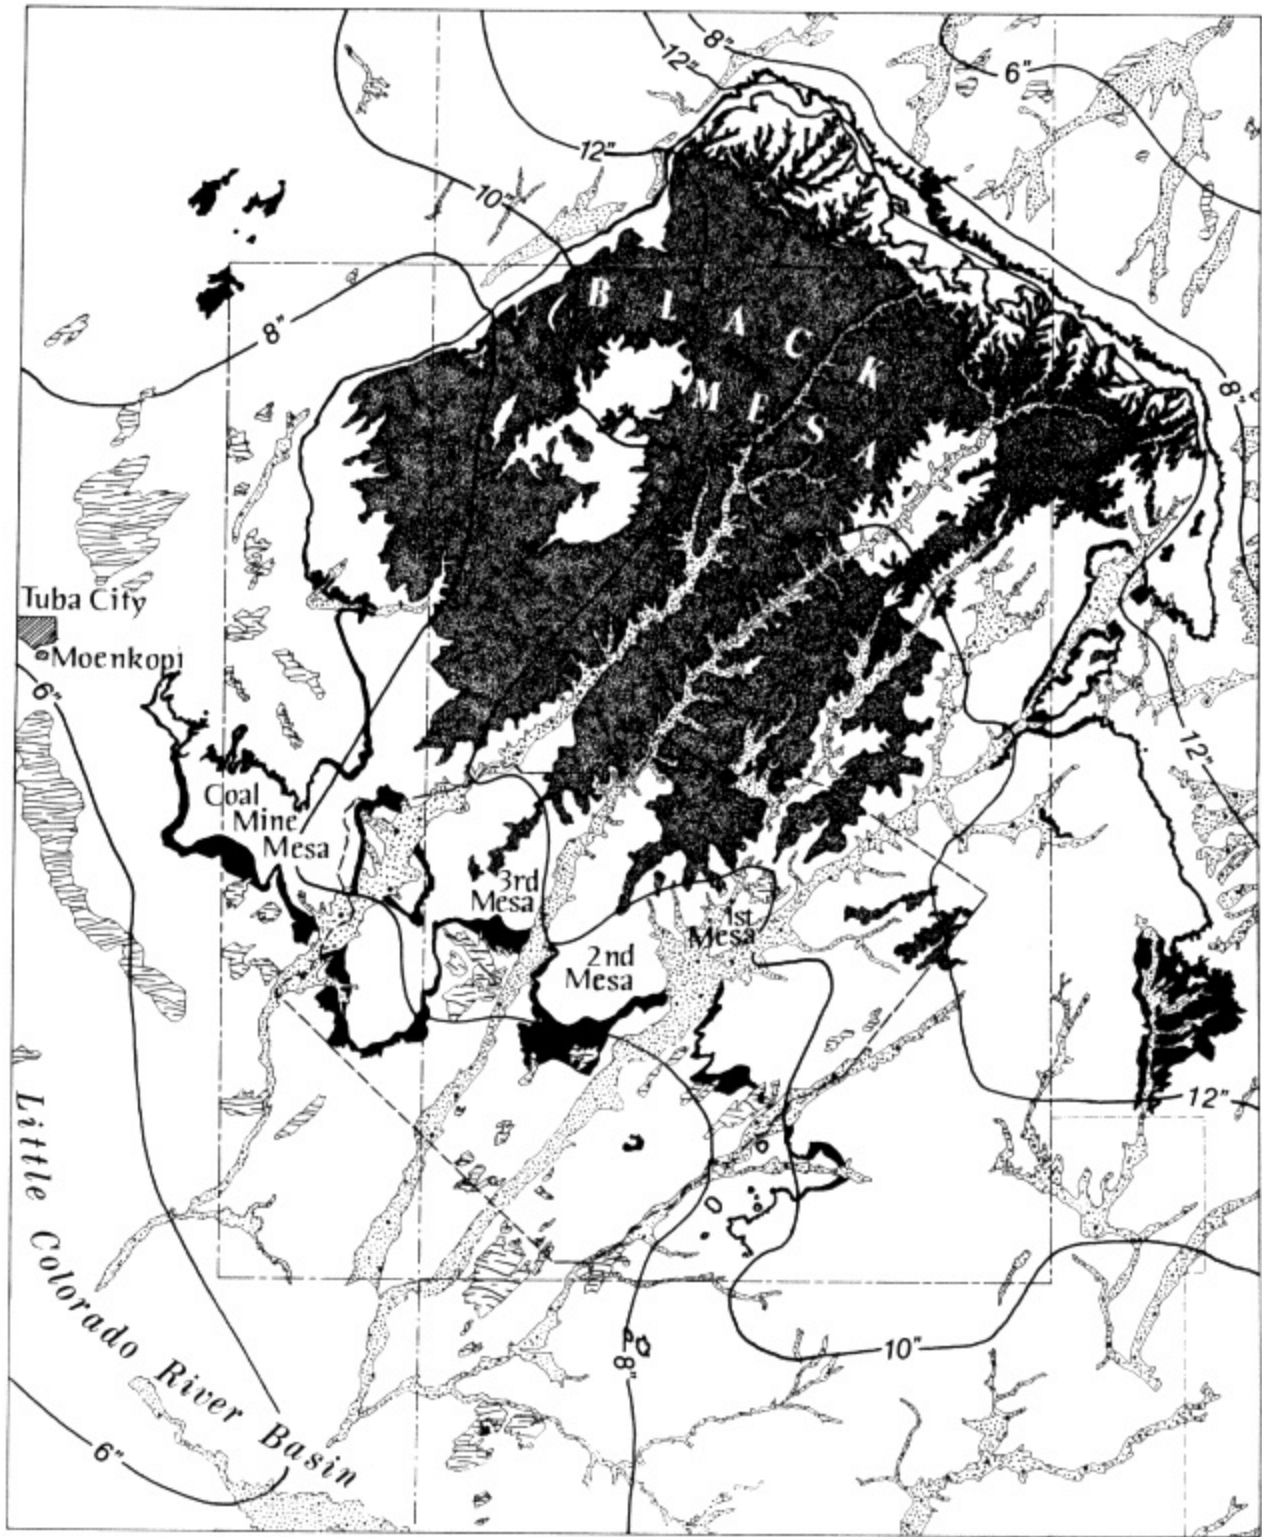 8"
12"
6"
12"
10"
8"
BLACK
MESA
8"
Tuba City
Moenkopi
6"
12"
Coal
Mine
Mesa
3rd
Mesa
1st
Mesa
2nd
Mesa
12"
Little Colorado River Basin
10"
8"
6"